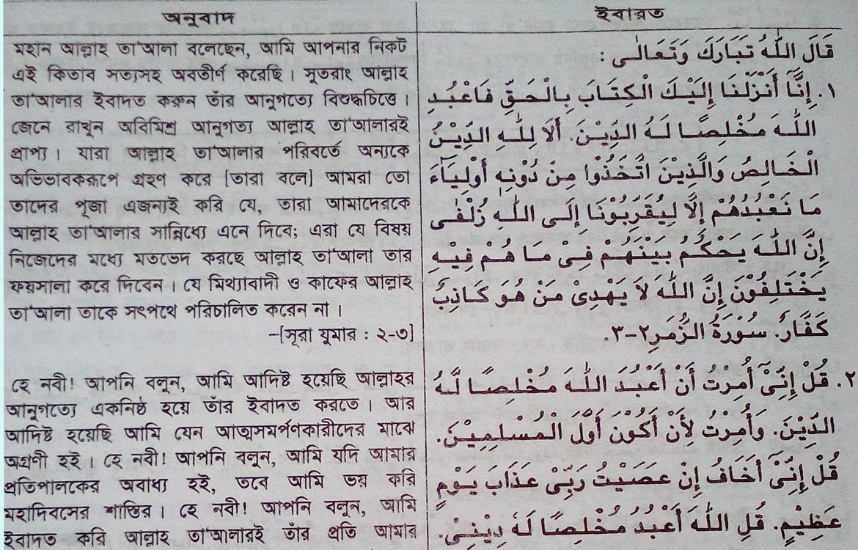 অনুবাদ
মহান আল্লাহ তা'আলা বলেছেন, আমি আপনার নিকট
এই কিতাব সত্যসহ অবতীর্ণ করেছি। সুতরাং আল্লাহ
তা'আলার ইবাদত করুন তাঁর আনুগত্যে বিশুদ্ধচিত্তে।
জেনে রাখুন অবিমিশ্র আনুগত্য আল্লাহ তা'আলারই
প্রাপ্য। যারা আল্লাহ তা'আলার পরিবর্তে অন্যকে
অভিভাবকরূপে গ্রহণ করে [তারা বলে] আমরা তো
তাদের পূজা এজন্যই করি যে, তারা আমাদেরকে
আল্লাহ তা'আলার সান্নিধ্যে এনে দিবে; এরা যে বিষয়
নিজেদের মধ্যে মতভেদ করছে আল্লাহ তা'আলা তার
ফয়সালা করে দিবেন। যে মিথ্যাবাদী ও কাফের আল্লাহ
তা'আলা তাকে সৎপথে পরিচালিত করেন না।
–[সূরা যুমার : ২-৩]
হে নবী! আপনি বলুন, আমি আদিষ্ট হয়েছি আল্লাহর
আনুগত্যে একনিষ্ঠ হয়ে তাঁর ইবাদত করতে। আর
আদিষ্ট হয়েছি আমি যেন আত্মসমর্পণকারীদের মাঝে
অগ্রণী হই। হে নবী! আপনি বলুন, আমি যদি আমার
প্রতিপালকের অবাধ্য হই, তবে আমি ভয় করি
মহাদিবসের শাস্তির। হে নবী! আপনি বলুন, আমি
ইবাদত করি আল্লাহ তা'আলারই তাঁর প্রতি আমার
ইবারত
قَالَ اللّٰهُ تَبَارَكَ وَتَعَالٰى :
١. اِنَّا أَنْزَلْنَا إِلَيْكَ الْكِتَابَ بِالْحَقِّ فَاعْبُدِ
اللّٰهَ مُخْلِصًا لَهُ الدِّيْنَ. أَلَا لِلّٰهِ الدِّيْنُ
الْخَالِصُ وَالَّذِيْنَ اتَّخَذُوْا مِنْ دُوْنِهٖ أَوْلِيَآءَ
مَا نَعْبُدُهُمْ إِلَّا لِيُقَرِّبُوْنَا إِلَى اللّٰهِ زُلْفٰى
إِنَّ اللّٰهَ يَحْكُمُ بَيْنَهُمْ فِىْ مَا هُمْ فِيْهِ
يَخْتَلِفُوْنَ إِنَّ اللّٰهَ لَا يَهْدِىْ مَنْ هُوَ كَاذِبٌ
كَفَّارٌ. سُوْرَةُ الزُّمَرِ٢-٣.
٢. قُلْ إِنِّىْ أُمِرْتُ أَنْ أَعْبُدَ اللّٰهَ مُخْلِصًا لَّهُ
الدِّيْنَ. وَأُمِرْتُ لِأَنْ أَكُوْنَ أَوَّلَ الْمُسْلِمِيْنَ.
قُلْ إِنِّىْ أَخَافُ إِنْ عَصَيْتُ رَبِّىْ عَذَابَ يَوْمٍ
عَظِيْمٍ. قُلِ اللّٰهَ أَعْبُدُ مُخْلِصًا لَهٗ دِيْنِىْ.